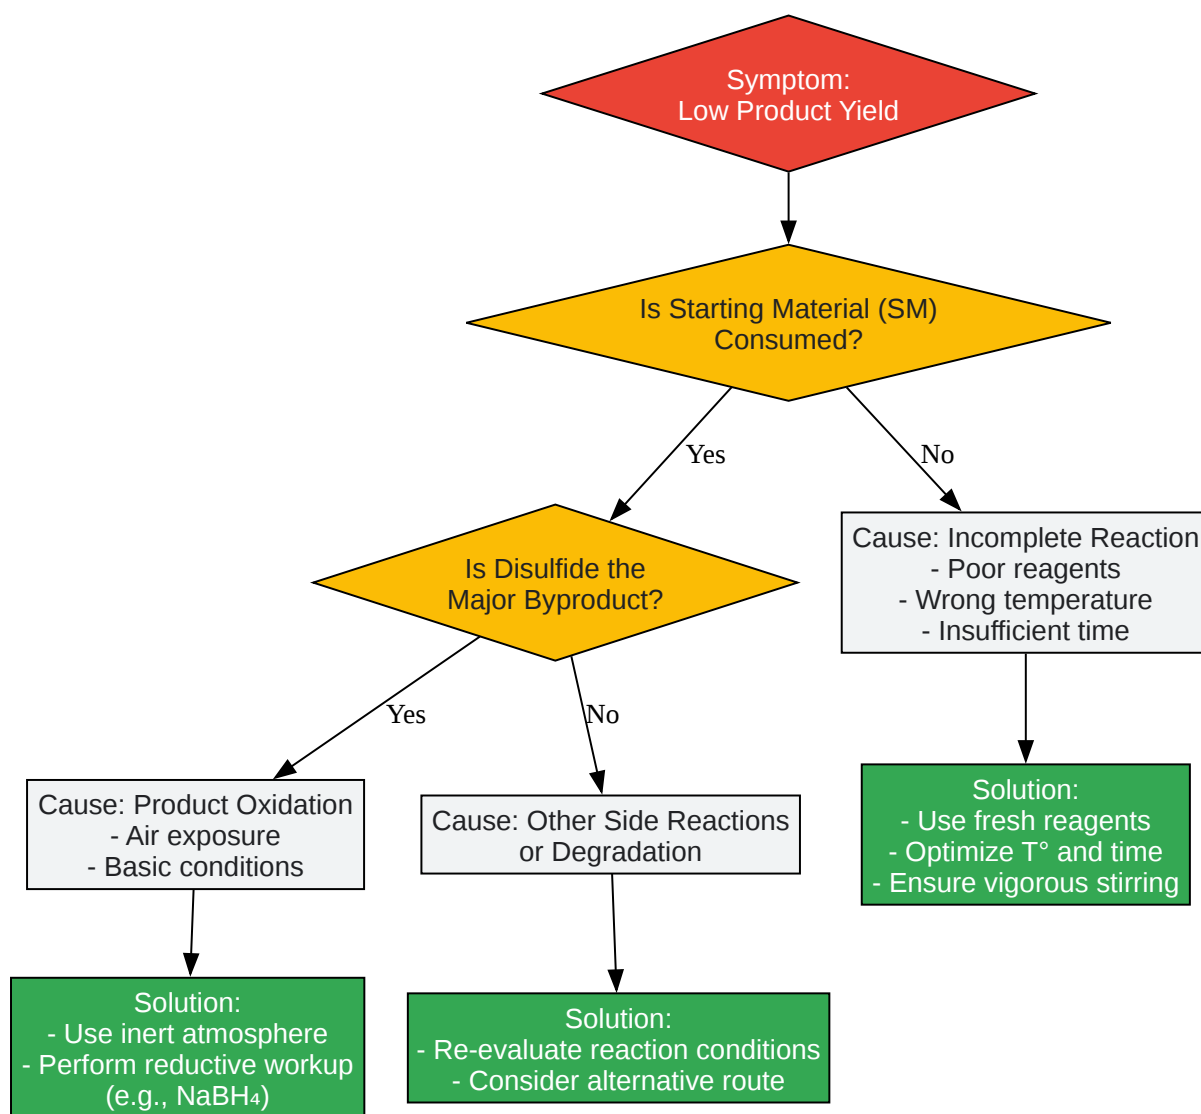 Symptom:
Low Product Yield
Is Starting Material (SM)
Consumed?
Yes
No
Is Disulfide the
Major Byproduct?
Cause: Incomplete Reaction
- Poor reagents
- Wrong temperature
- Insufficient time
Yes
No
Cause: Product Oxidation
- Air exposure
- Basic conditions
Cause: Other Side Reactions
or Degradation
Solution:
- Use fresh reagents
- Optimize T° and time
- Ensure vigorous stirring
Solution:
- Use inert atmosphere
- Perform reductive workup
(e.g., NaBH₄)
Solution:
- Re-evaluate reaction conditions
- Consider alternative route